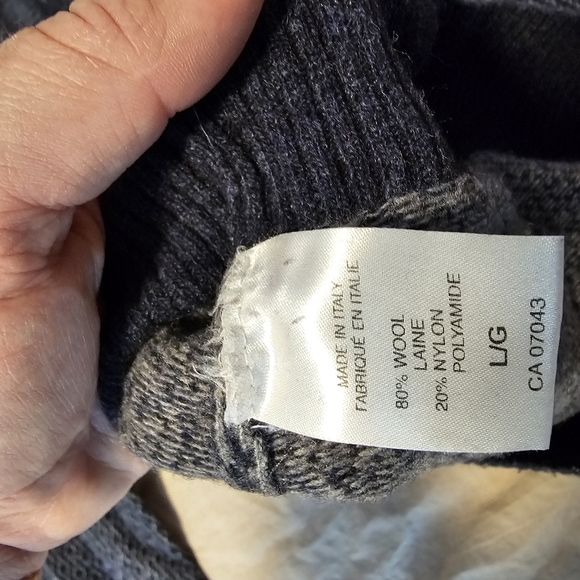 MADE IN ITALY
FABRIQUÉ EN ITALIE
80% WOOL
LAINE
20% NYLON
POLYAMIDE
L/G
CA 07043